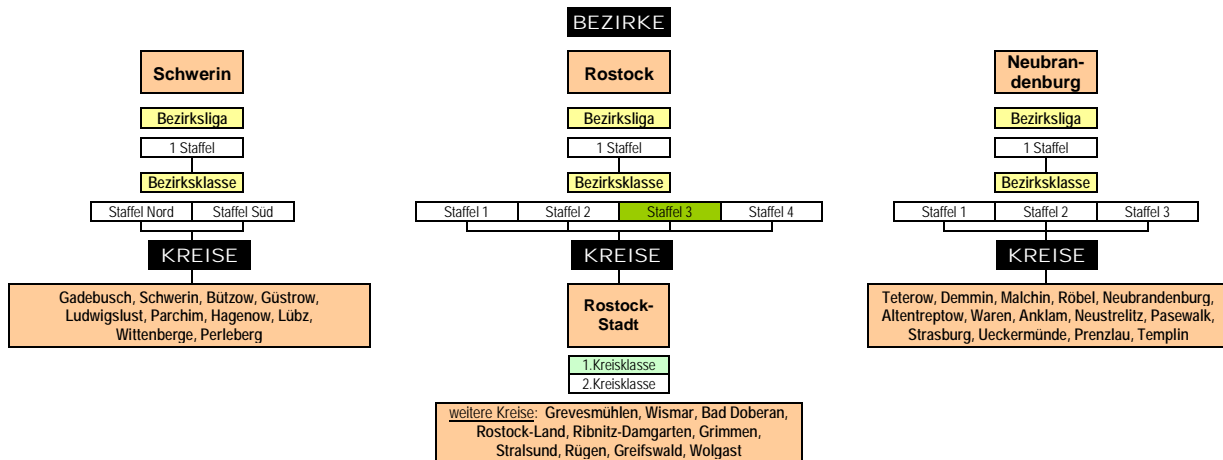 BEZIRKE
Schwerin
Bezirksliga
1 Staffel
Bezirksklasse
Staffel Nord
Staffel Süd
KREISE
Gadebusch, Schwerin, Bützow, Güstrow,
Ludwigslust, Parchim, Hagenow, Lübz,
Wittenberge, Perleberg
Rostock
Bezirksliga
1 Staffel
Bezirksklasse
Staffel 1
Staffel 2
Staffel 3
Staffel 4
KREISE
Rostock-
Stadt
1.Kreisklasse
2.Kreisklasse
weitere Kreise: Grevesmühlen, Wismar, Bad Doberan,
Rostock-Land, Ribnitz-Damgarten, Grimmen,
Stralsund, Rügen, Greifswald, Wolgast
Neubran-
denburg
Bezirksliga
1 Staffel
Bezirksklasse
Staffel 1
Staffel 2
Staffel 3
KREISE
Teterow, Demmin, Malchin, Röbel, Neubrandenburg,
Altentreptow, Waren, Anklam, Neustrelitz, Pasewalk,
Strasburg, Ueckermünde, Prenzlau, Templin